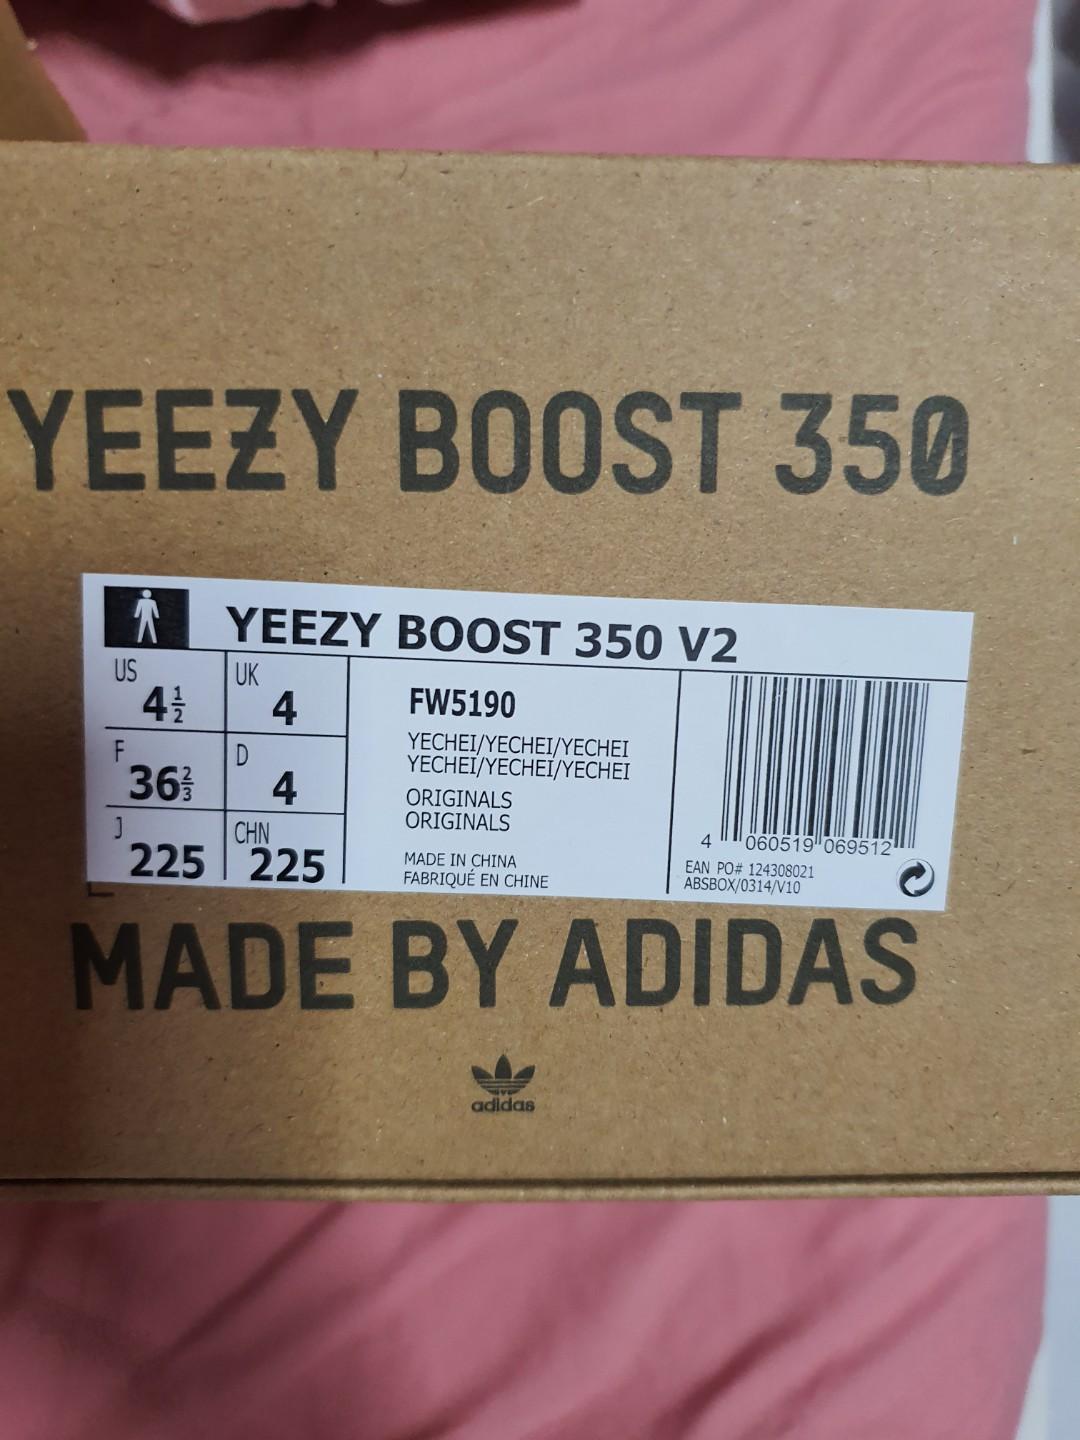 YEEZY BOOST 350
YEEZY BOOST 350 V2
US 4½ UK 4
F 36⅔ D 4
J 225 CHN 225
FW5190
YECHEI/YECHEI/YECHEI
YECHEI/YECHEI/YECHEI
ORIGINALS
ORIGINALS
MADE IN CHINA
FABRIQUÉ EN CHINE
4 060519 069512
EAN PO# 124308021
ABSBOX/0314/V10
MADE BY ADIDAS
adidas